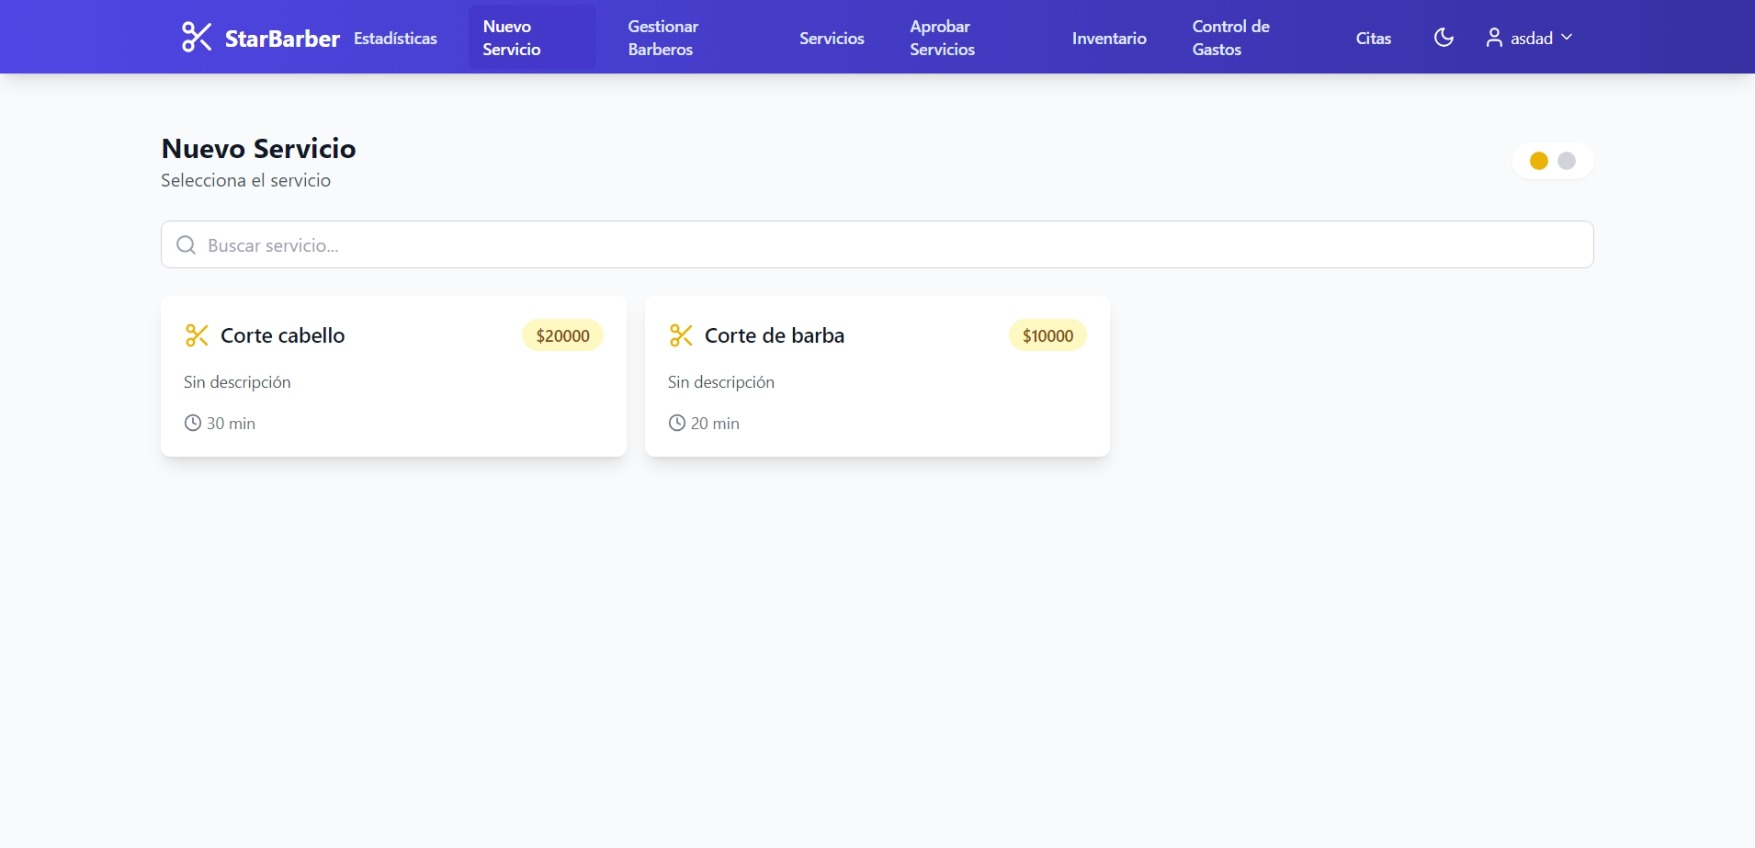 StarBarber
Estadísticas
Nuevo
Servicio
Gestionar
Barberos
Servicios
Aprobar
Servicios
Inventario
Control de
Gastos
Citas
asdad
Nuevo Servicio
Selecciona el servicio
Buscar servicio...
Corte cabello
$20000
Sin descripción
30 min
Corte de barba
$10000
Sin descripción
20 min